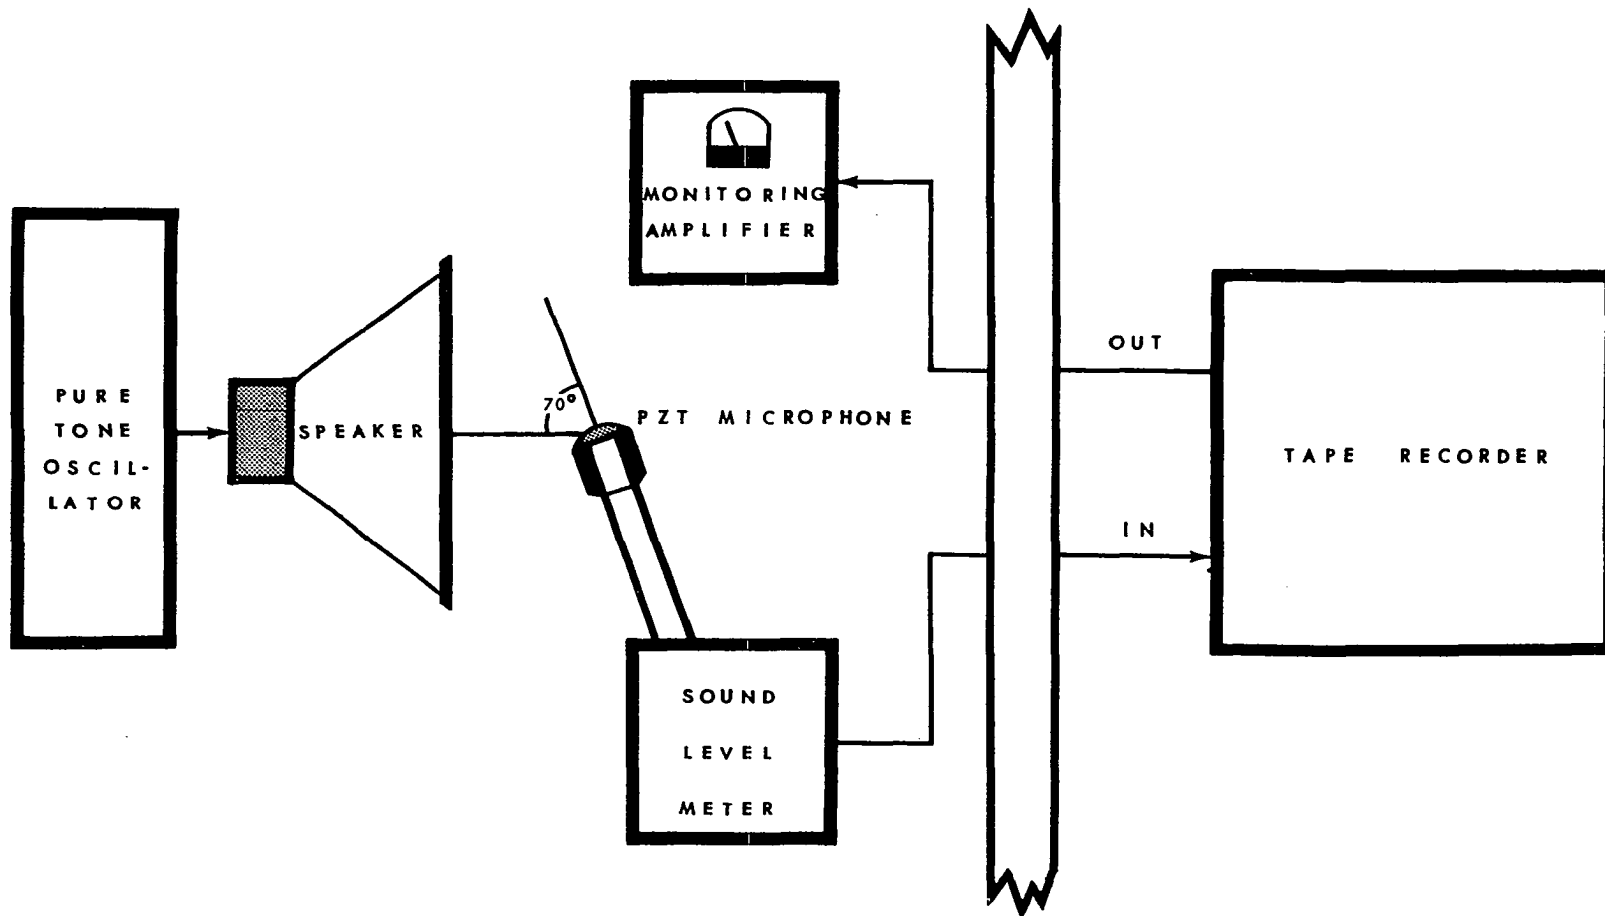 PURE
TONE
OSCIL-
LATOR
SPEAKER
70°
PZT MICROPHONE
MONITORING
AMPLIFIER
SOUND
LEVEL
METER
OUT
IN
TAPE RECORDER